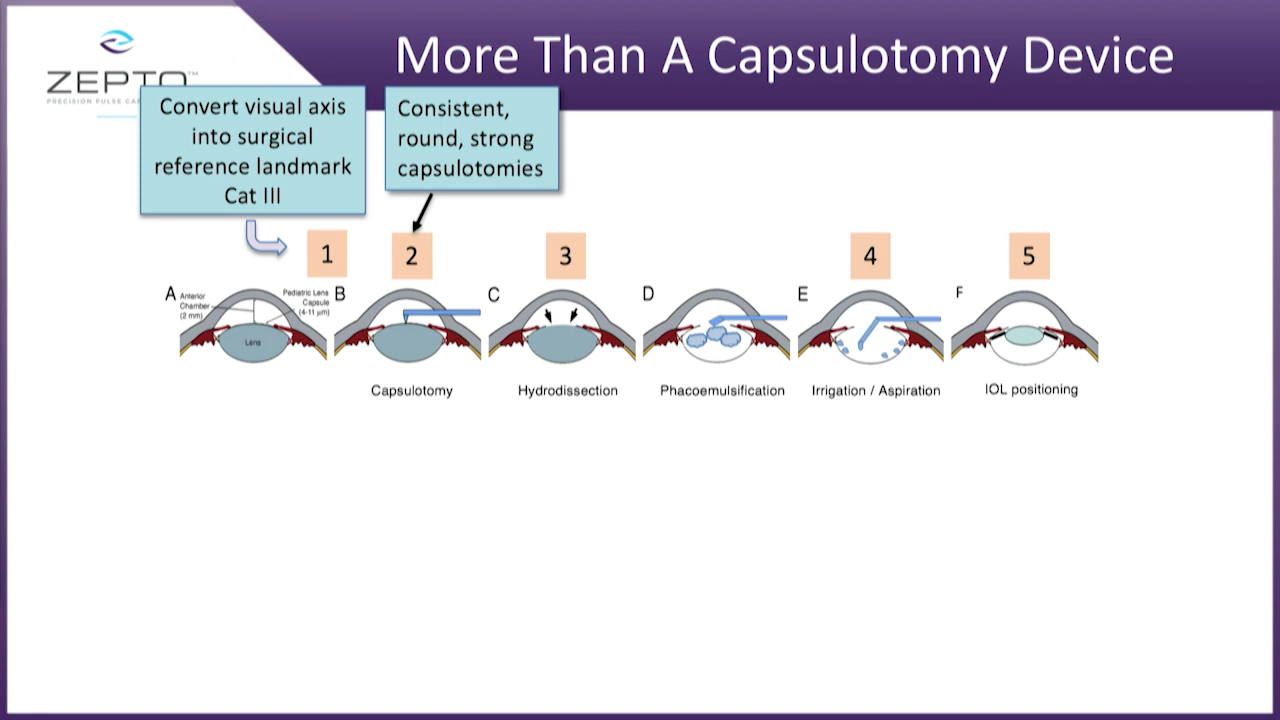 More Than A Capsulotomy Device
ZEPTO™
PRECISION PULSE
Convert visual axis
into surgical
reference landmark
Cat III
Consistent,
round, strong
capsulotomies
1
2
3
4
5
A
Anterior
Chamber
(2 mm)
Pediatric Lens
Capsule
(4-11 µm)
Lens
B
C
D
E
F
Capsulotomy
Hydrodissection
Phacoemulsification
Irrigation / Aspiration
IOL positioning